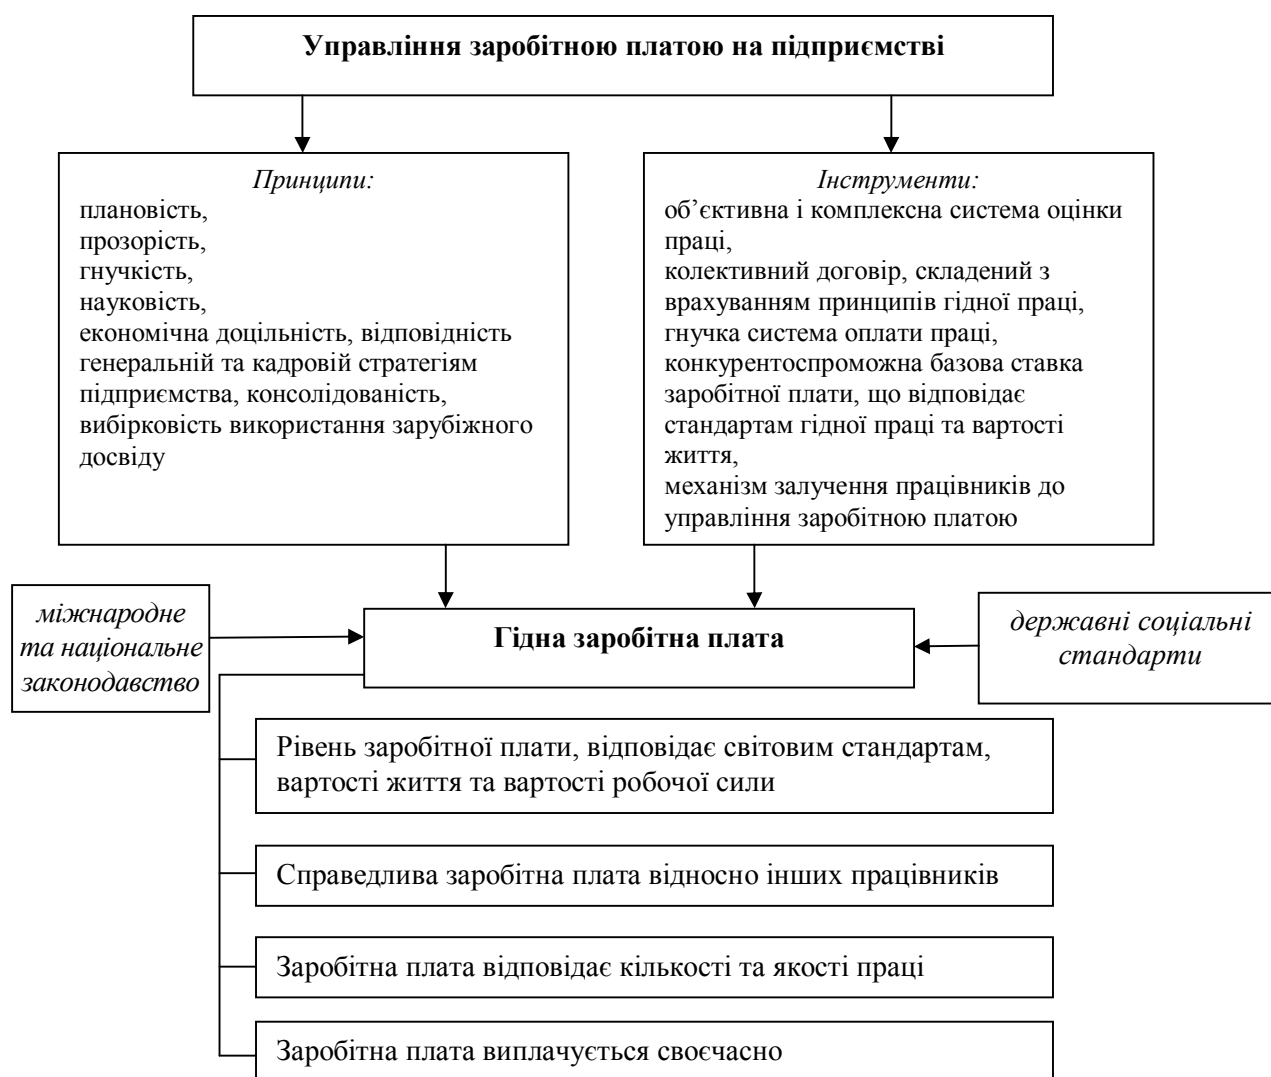 Управління заробітною платою на підприємстві
Принципи:
плановість,
прозорість,
гнучкість,
науковість,
економічна доцільність, відповідність
генеральній та кадровій стратегіям
підприємства, консолідованість,
вибірковість використання зарубіжного
досвіду
Інструменти:
об’єктивна і комплексна система оцінки
праці,
колективний договір, складений з
врахуванням принципів гідної праці,
гнучка система оплати праці,
конкурентоспроможна базова ставка
заробітної плати, що відповідає
стандартам гідної праці та вартості
життя,
механізм залучення працівників до
управління заробітною платою
міжнародне
та національне
законодавство
Гідна заробітна плата
державні соціальні
стандарти
Рівень заробітної плати, відповідає світовим стандартам,
вартості життя та вартості робочої сили
Справедлива заробітна плата відносно інших працівників
Заробітна плата відповідає кількості та якості праці
Заробітна плата виплачується своєчасно